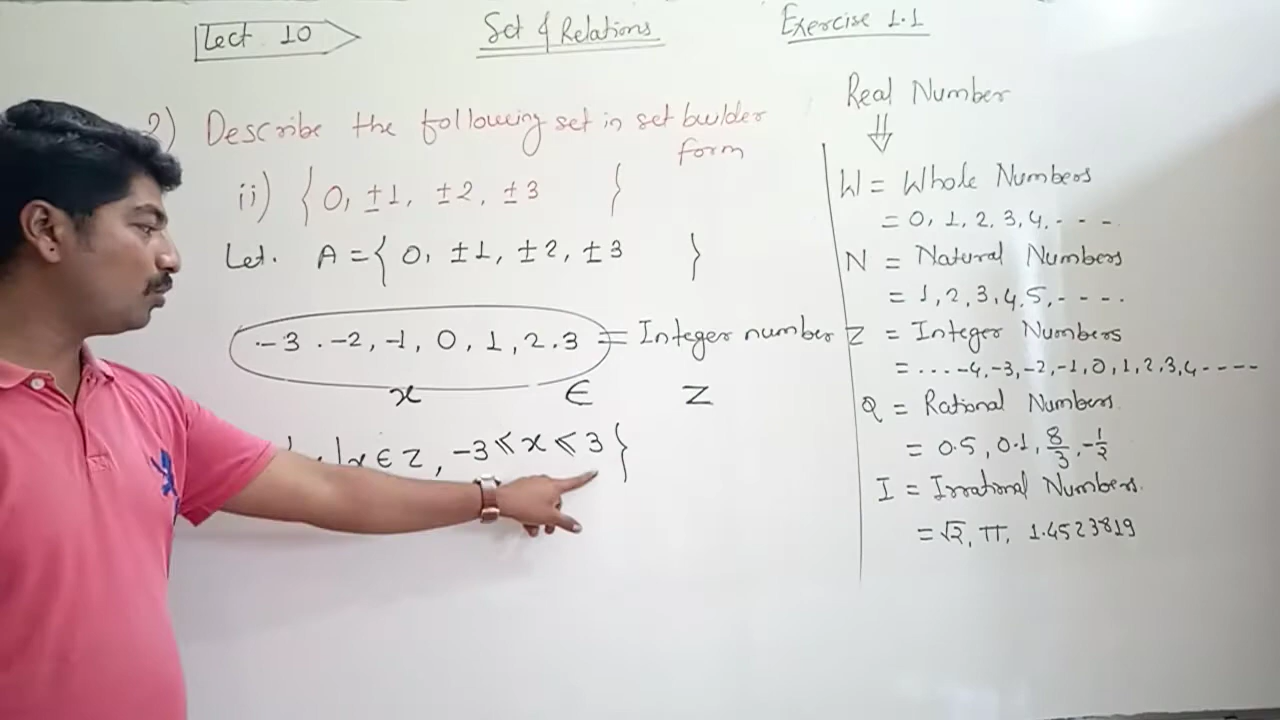 Lect 10
Set & Relations
Exercise 1.1
2) Describe the following set in set builder
form
ii) { 0, ±1, ±2, ±3 }
Let. A = { 0, ±1, ±2, ±3 }
-3 . -2, -1, 0, 1, 2, 3 = Integer number
x ∈ Z
x ∈ Z, -3 ≤ x ≤ 3 }
Real Number
⇓
W = Whole Numbers
= 0, 1, 2, 3, 4, - - -
N = Natural Numbers
= 1, 2, 3, 4, 5, - - - -
Z = Integer Numbers
= .... -4, -3, -2, -1, 0, 1, 2, 3, 4 - - - -
Q = Rational Numbers.
= 0.5, 0.1, 8/3, -1/2
I = Irrational Numbers.
= √2, π, 1.4523819